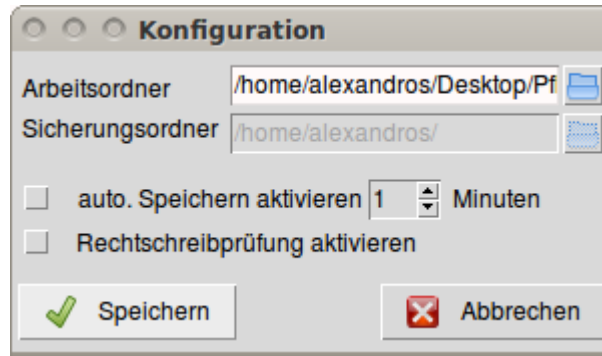 Konfiguration
Arbeitsordner /home/alexandros/Desktop/Pf
Sicherungsordner /home/alexandros/
auto. Speichern aktivieren 1 Minuten
Rechtschreibprüfung aktivieren
Speichern Abbrechen